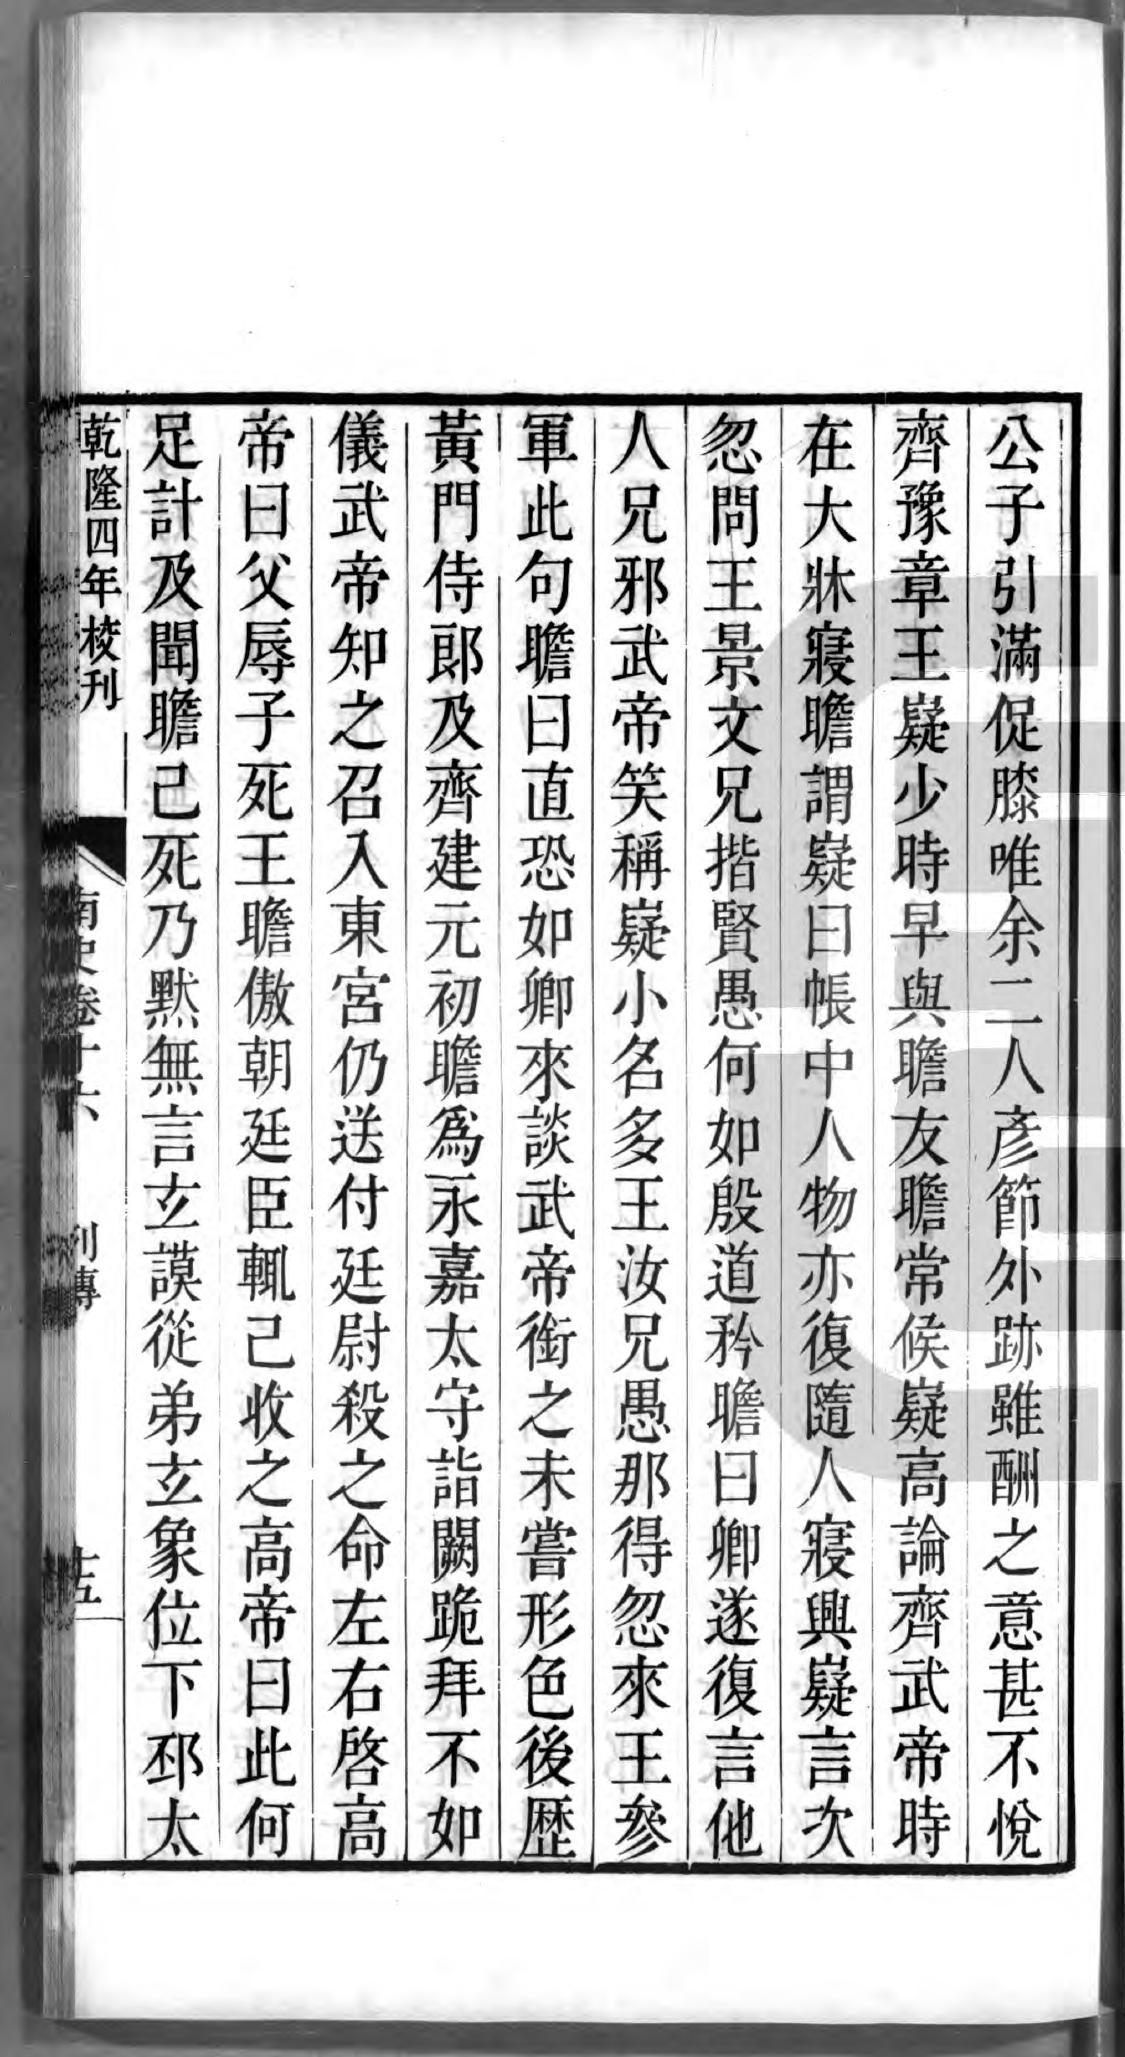 公子引滿促膝唯余二人彥節外跡雖酬之意甚不悅
齊豫章王嶷少時早與瞻友瞻常候嶷高論齊武帝時
在大牀寢瞻謂嶷曰帳中人物亦復隨人寢興嶷言次
忽問王景文兄揩賢愚何如殷道矜瞻曰卿遂復言他
人兄邪武帝笑稱嶷小名多王汝兄愚那得忽來王參
軍此句瞻曰直恐如卿來談武帝銜之未嘗形色後歷
黃門侍郎及齊建元初瞻爲永嘉太守詣闕跪拜不如
儀武帝知之召入東宮仍送付廷尉殺之命左右啓高
帝曰父辱子死王瞻傲朝廷臣輒己收之高帝曰此何
足計及聞瞻己死乃默無言玄謨從弟玄象位下邳太
乾隆四年校刊
南史卷十六 列傳
十五